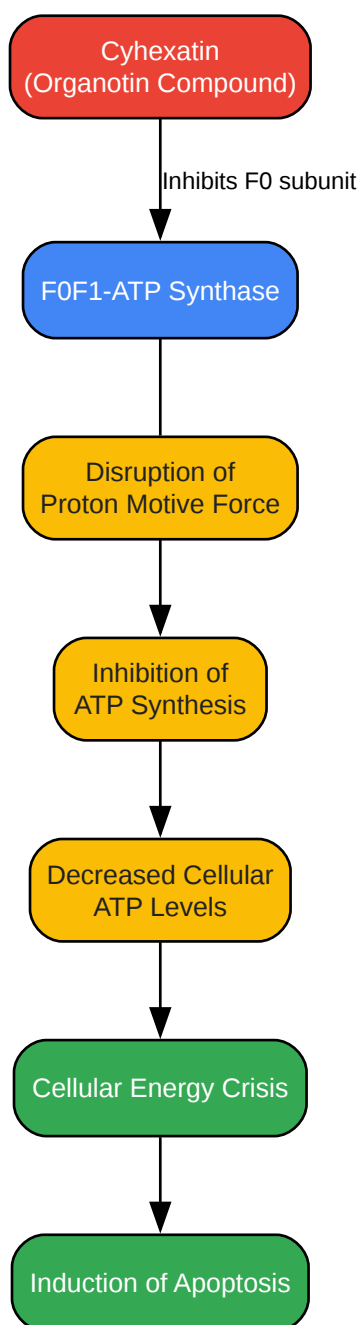 Cyhexatin
(Organotin Compound)
Inhibits F0 subunit
F0F1-ATP Synthase
Disruption of
Proton Motive Force
Inhibition of
ATP Synthesis
Decreased Cellular
ATP Levels
Cellular Energy Crisis
Induction of Apoptosis